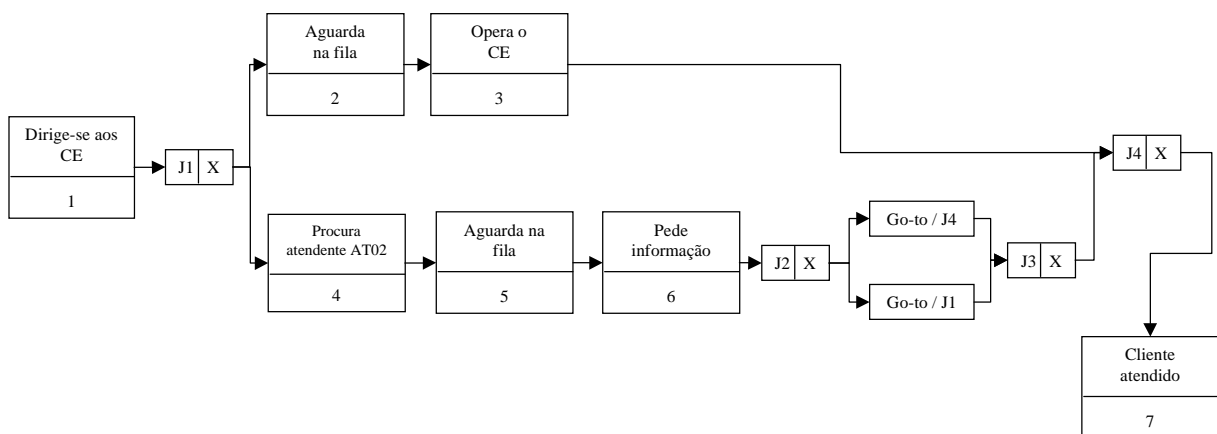 Aguarda
na fila
2
Opera o
CE
3
Dirige-se aos
CE
1
J1 X
J4 X
Procura
atendente AT02
4
Aguarda na
fila
5
Pede
informação
6
J2 X
Go-to / J4
Go-to / J1
J3 X
Cliente
atendido
7